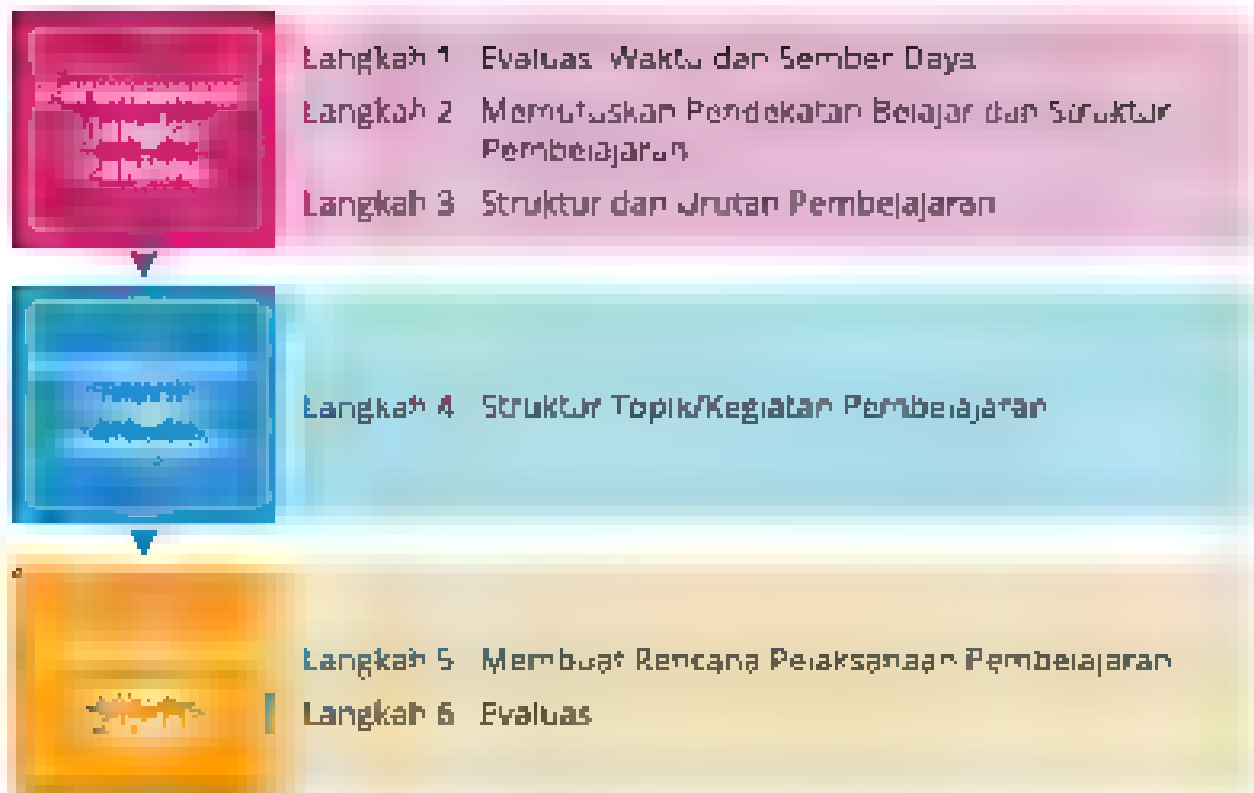 Langkah 1 Evaluasi Waktu dan Sember Daya
Langkah 2 Memutuskan Pendekatan Belajar dan Struktur
Pembelajaran
Langkah 3 Struktur dan Urutan Pembelajaran
Langkah 4 Struktur Topik/Kegiatan Pembelajaran
Langkah 5 Membuat Rencana Pelaksanaan Pembelajaran
Langkah 6 Evaluasi